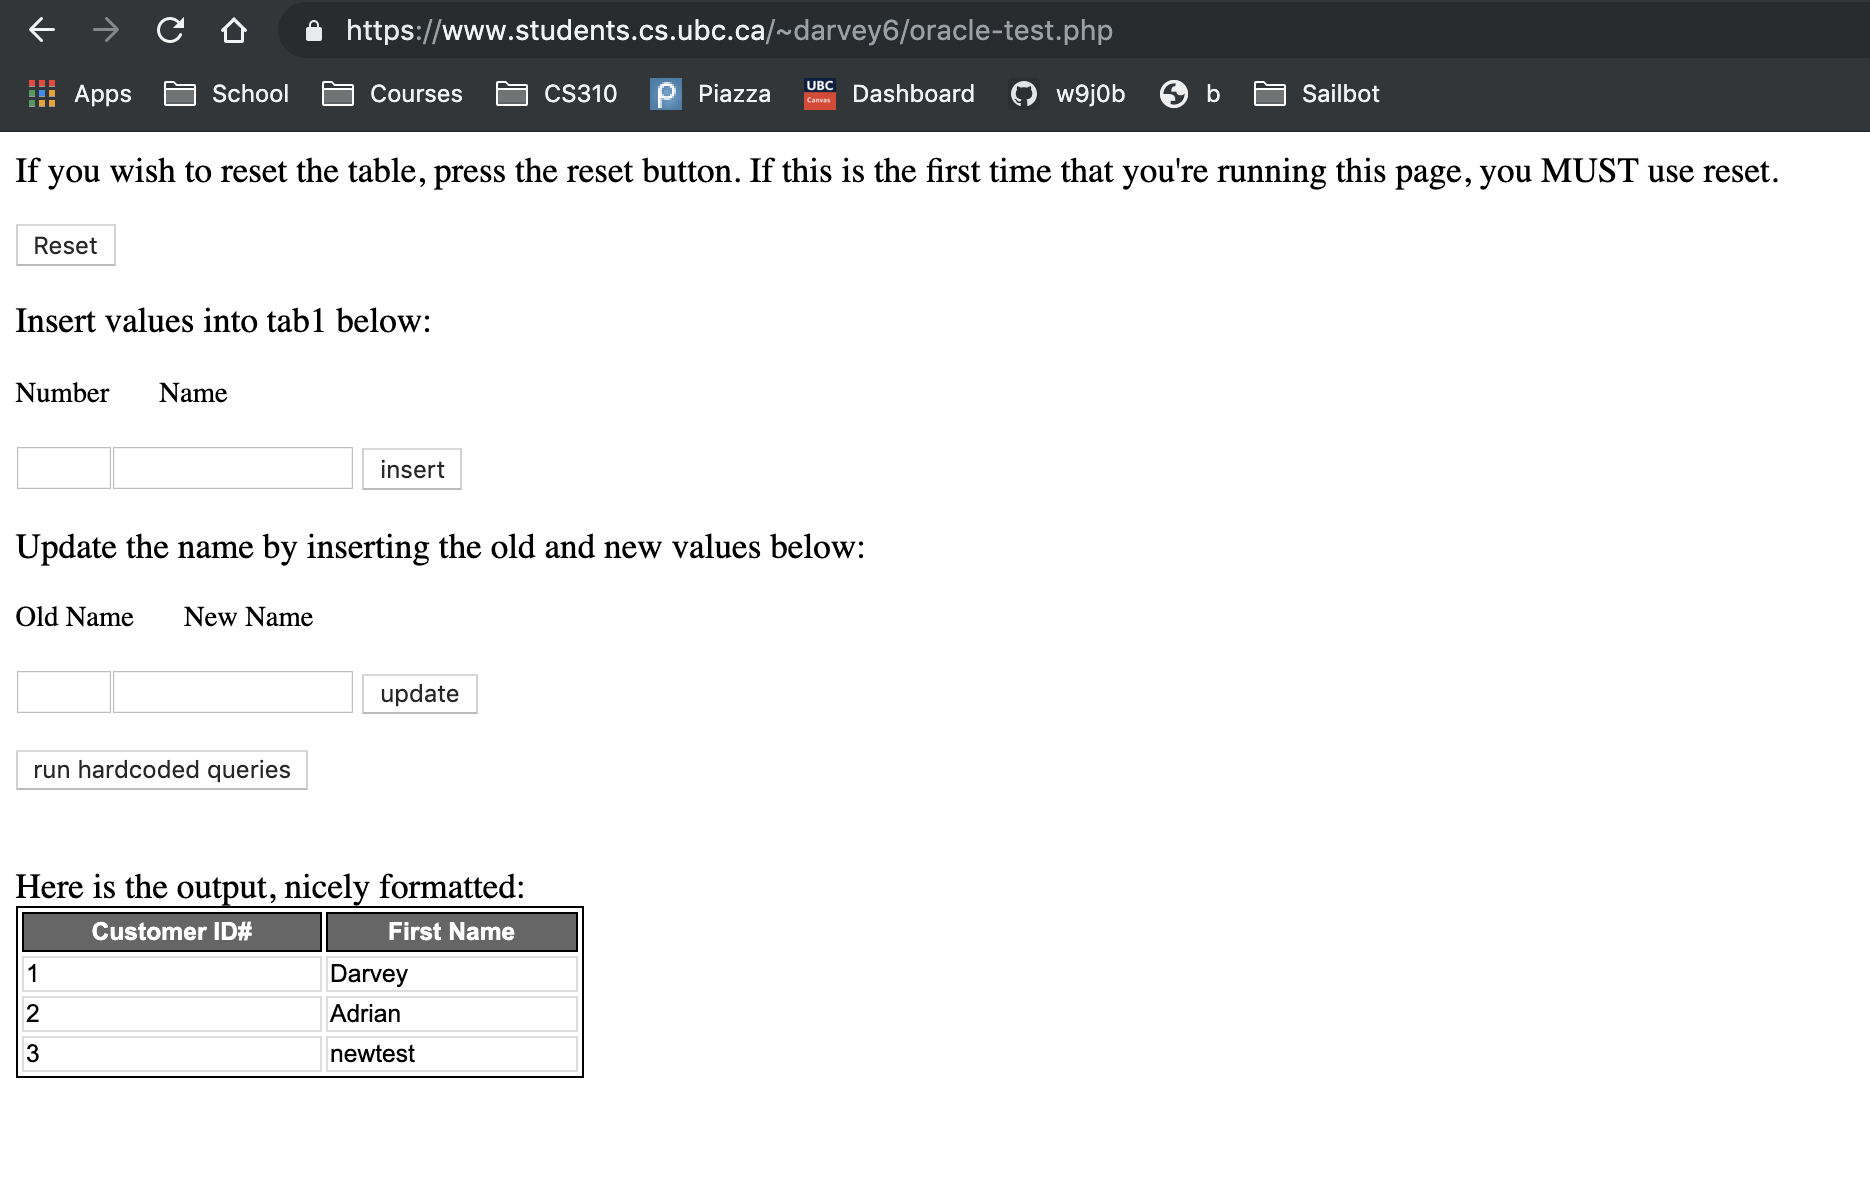 https://www.students.cs.ubc.ca/~darvey6/oracle-test.php
Apps School Courses CS310 Piazza UBC Canvas Dashboard w9j0b b Sailbot
If you wish to reset the table, press the reset button. If this is the first time that you're running this page, you MUST use reset.
Reset
Insert values into tab1 below:
Number Name
insert
Update the name by inserting the old and new values below:
Old Name New Name
update
run hardcoded queries
Here is the output, nicely formatted:
Customer ID# First Name
1 Darvey
2 Adrian
3 newtest